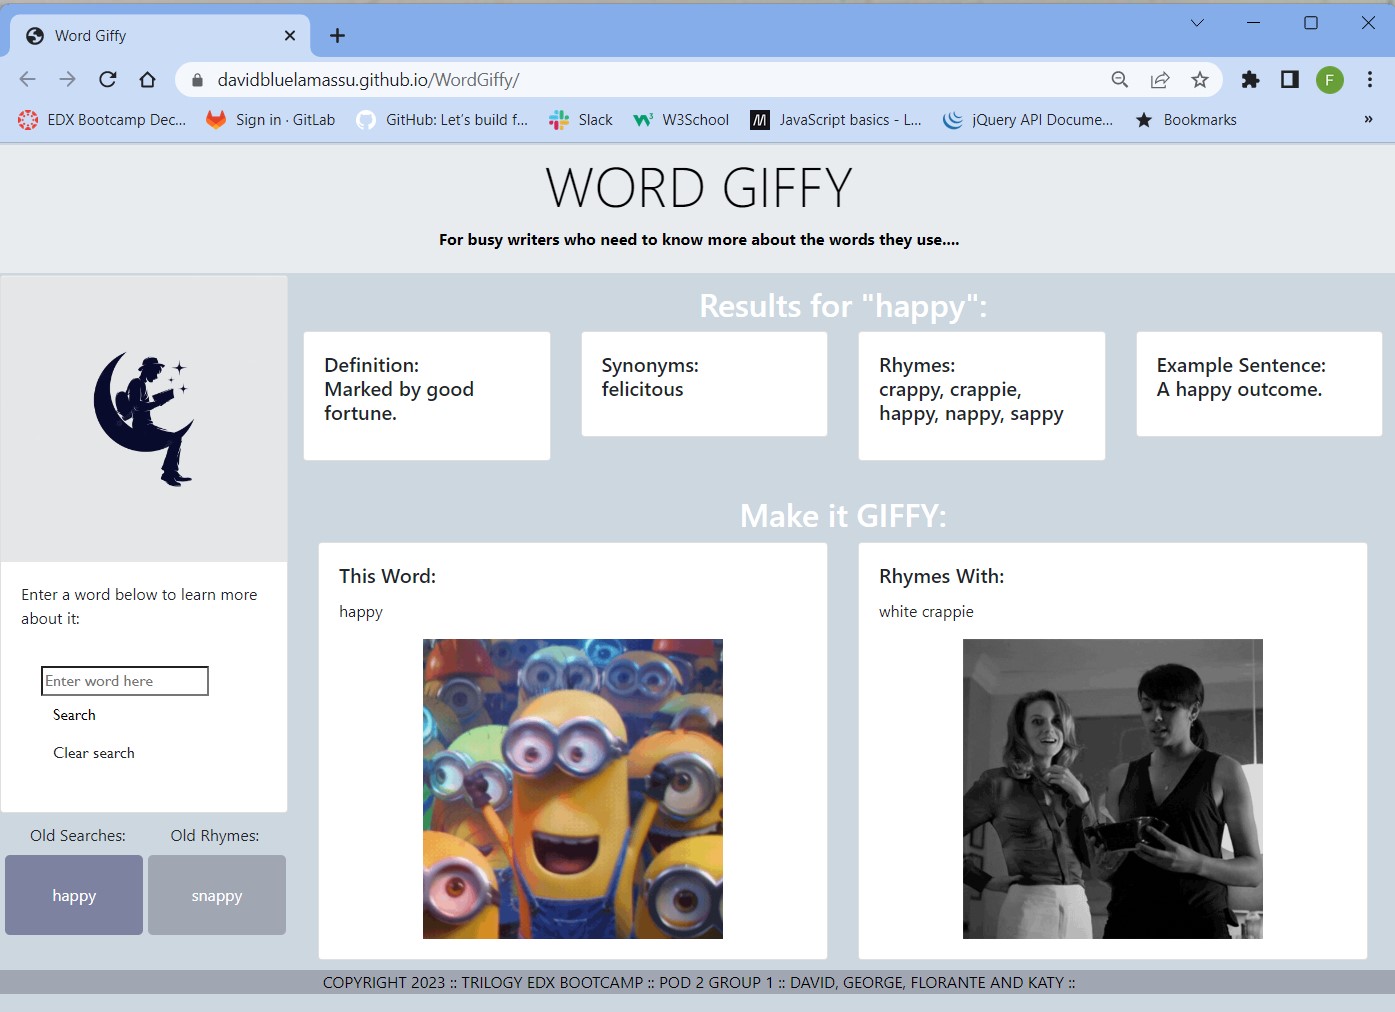 Word Giffy
davidbluelamassu.github.io/WordGiffy/
F
EDX Bootcamp Dec...
Sign in · GitLab
GitHub: Let's build f...
Slack
W3School
JavaScript basics - L...
jQuery API Docume...
Bookmarks
»
WORD GIFFY
For busy writers who need to know more about the words they use....
Enter a word below to learn more
about it:
Enter word here
Search
Clear search
Old Searches:
Old Rhymes:
happy
snappy
Results for "happy":
Definition:
Marked by good
fortune.
Synonyms:
felicitous
Rhymes:
crappy, crappie,
happy, nappy, sappy
Example Sentence:
A happy outcome.
Make it GIFFY:
This Word:
happy
Rhymes With:
white crappie
COPYRIGHT 2023 :: TRILOGY EDX BOOTCAMP :: POD 2 GROUP 1 :: DAVID, GEORGE, FLORANTE AND KATY ::